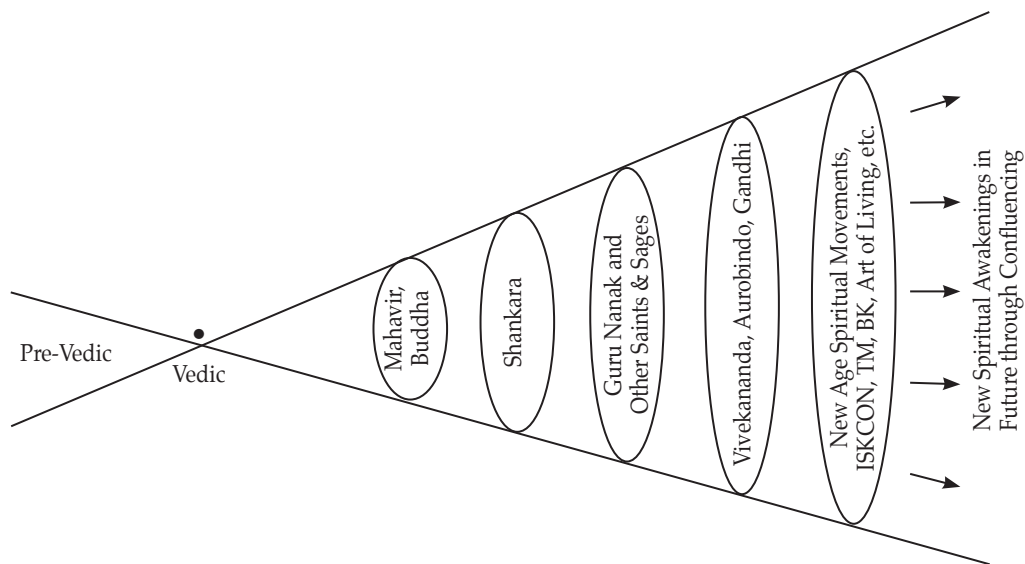 Pre-Vedic
Vedic
Mahavir,
Buddha
Shankara
Guru Nanak and
Other Saints & Sages
Vivekananda, Aurobindo, Gandhi
New Age Spiritual Movements,
ISKCON, TM, BK, Art of Living, etc.
New Spiritual Awakenings in
Future through Confluencing